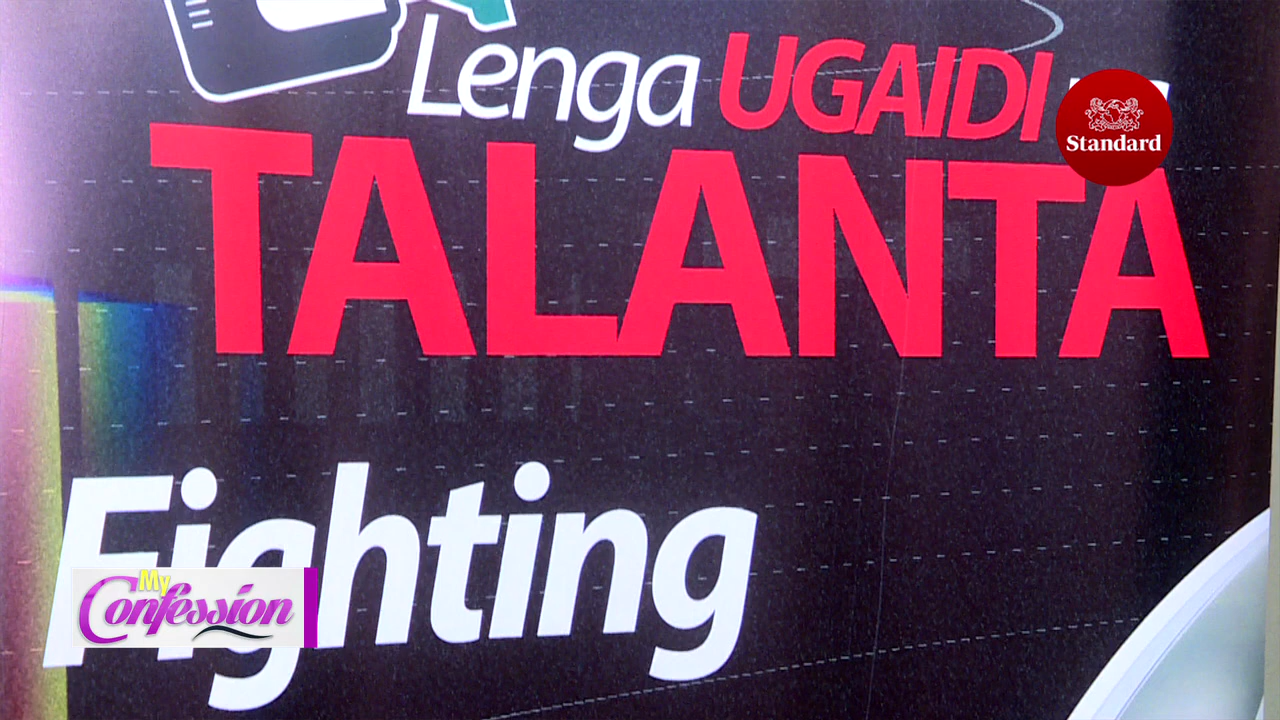 Lenga UGAIDI
Standard
TALANTA
Fighting
My
Confession